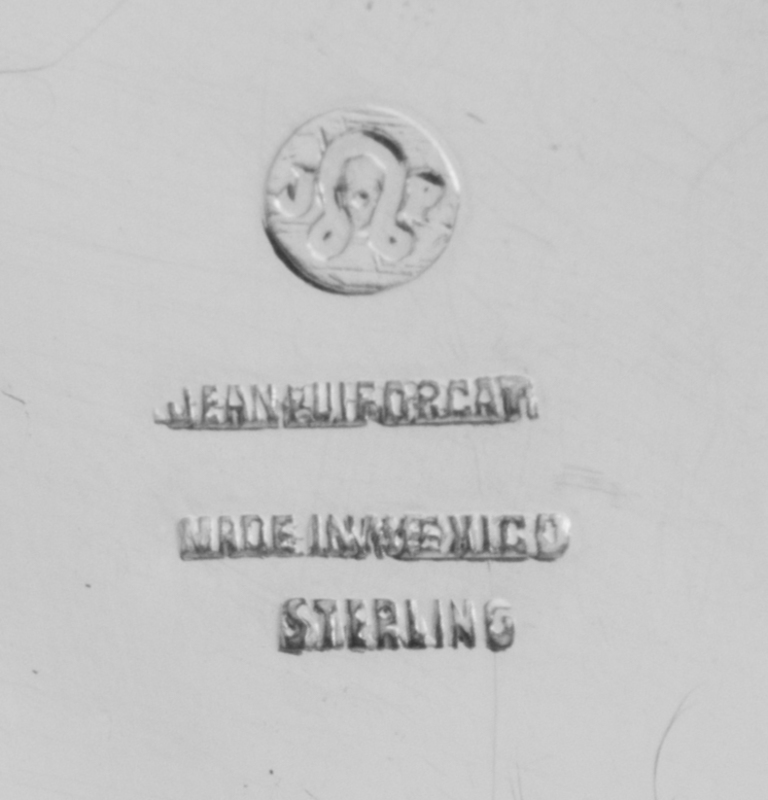 J P
JEAN PUIFORCAT
MADE IN MEXICO
STERLING